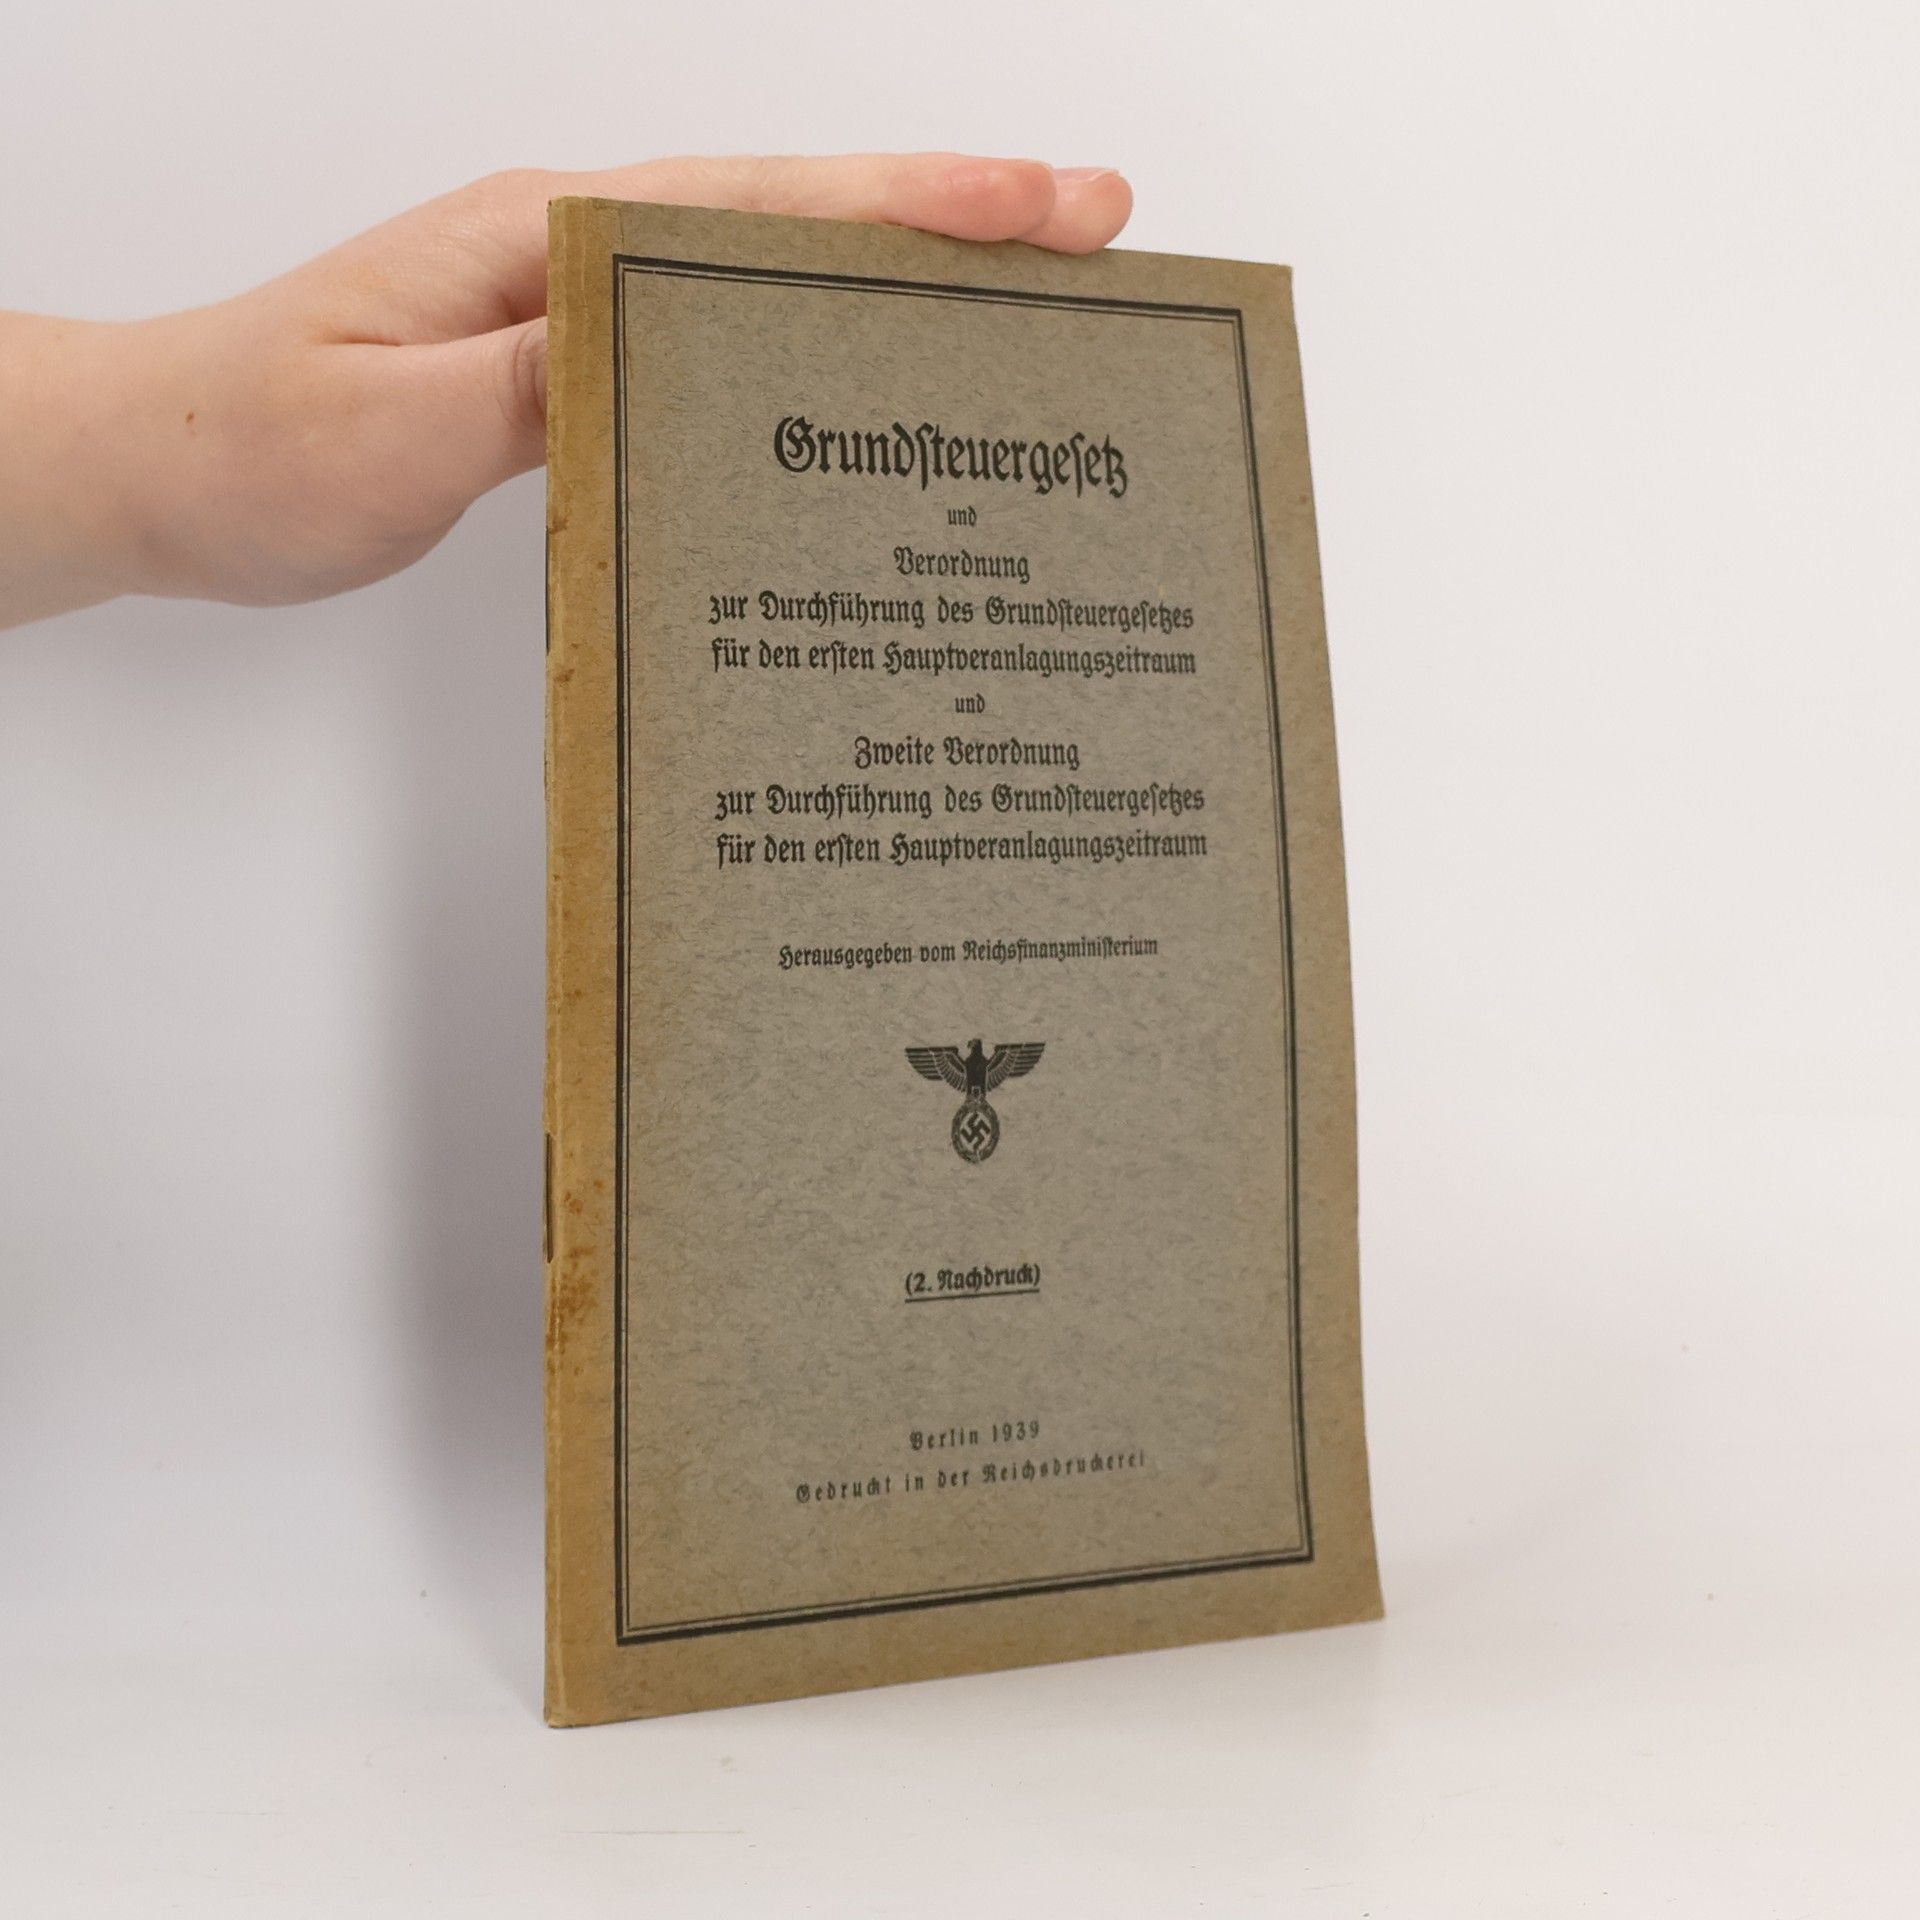 Grundſteuergeſetz
und
Verordnung
zur Durchführung des Grundſteuergeſetzes
für den erſten Hauptveranlagungszeitraum
und
Zweite Verordnung
zur Durchführung des Grundſteuergeſetzes
für den erſten Hauptveranlagungszeitraum
Herausgegeben vom Reichsfinanzminiſterium
(2. Nachdruck)
Berlin 1939
Gedruckt in der Reichsdruckerei